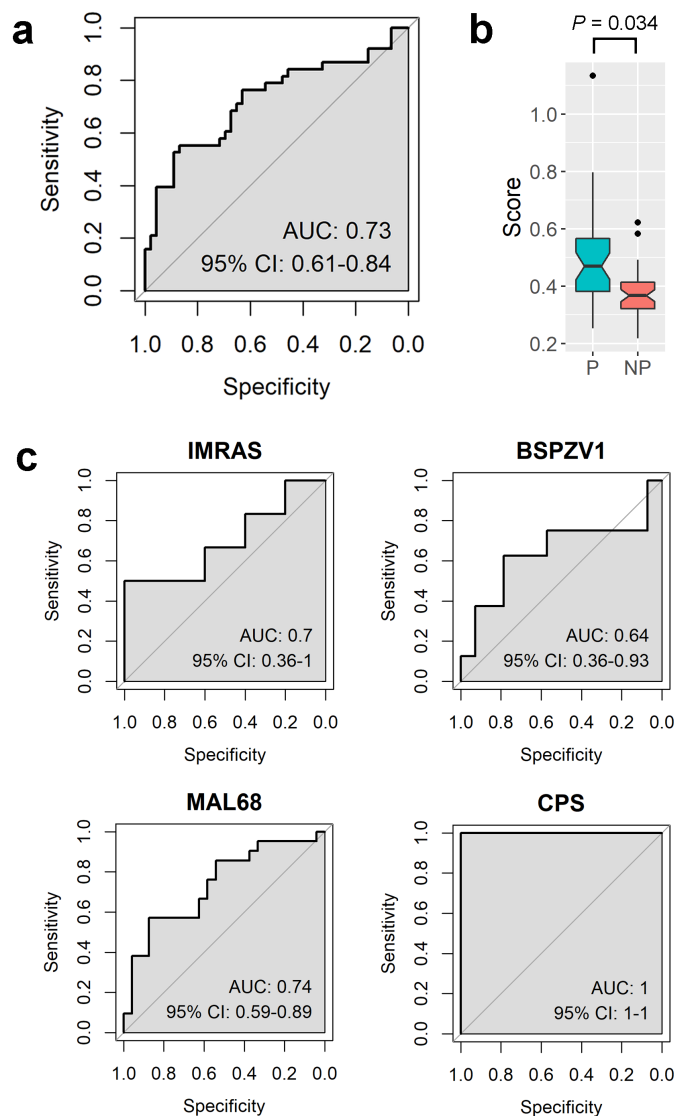 a
Sensitivity
1.0
0.8
0.6
0.4
0.2
0.0
AUC: 0.73
95% CI: 0.61-0.84
1.0 0.8 0.6 0.4 0.2 0.0
Specificity
b
P = 0.034
Score
1.0
0.8
0.6
0.4
0.2
P NP
c
IMRAS
Sensitivity
1.0
0.8
0.6
0.4
0.2
0.0
AUC: 0.7
95% CI: 0.36-1
1.0 0.8 0.6 0.4 0.2 0.0
Specificity
BSPZV1
Sensitivity
1.0
0.8
0.6
0.4
0.2
0.0
AUC: 0.64
95% CI: 0.36-0.93
1.0 0.8 0.6 0.4 0.2 0.0
Specificity
MAL68
Sensitivity
1.0
0.8
0.6
0.4
0.2
0.0
AUC: 0.74
95% CI: 0.59-0.89
1.0 0.8 0.6 0.4 0.2 0.0
Specificity
CPS
Sensitivity
1.0
0.8
0.6
0.4
0.2
0.0
AUC: 1
95% CI: 1-1
1.0 0.8 0.6 0.4 0.2 0.0
Specificity